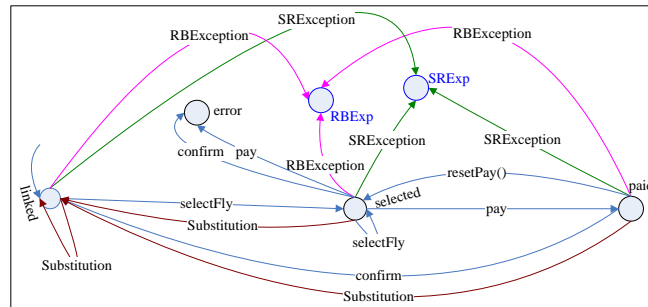 SRException
RBException
RBException
SRExp
error
RBExp
SRException
SRException
confirm pay
RBException
resetPay()
linked
selectFly
selected
paid
Substitution
pay
selectFly
Substitution
confirm
Substitution